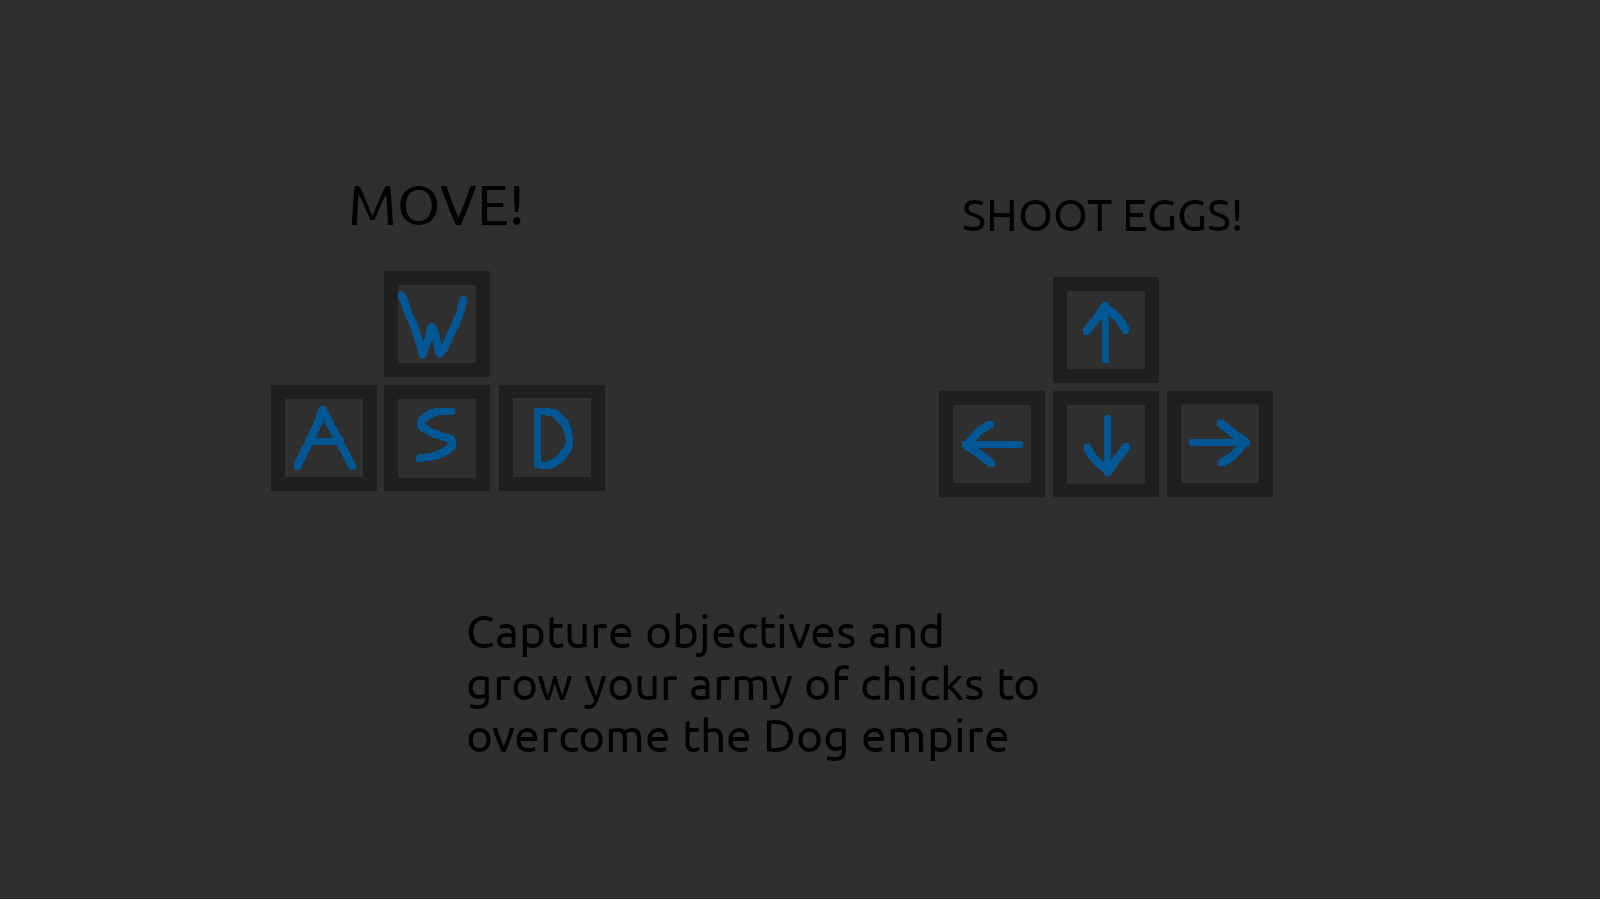 MOVE!
SHOOT EGGS!
W
A S D
↑
← ↓ →
Capture objectives and
grow your army of chicks to
overcome the Dog empire